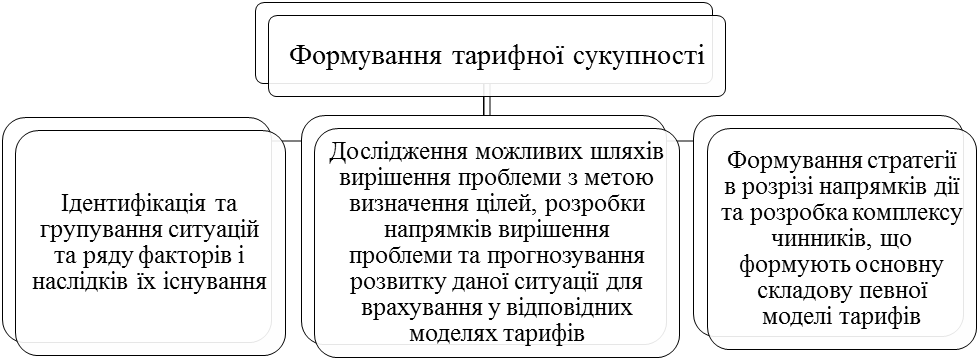 Формування тарифної сукупності
Ідентифікація та
групування ситуацій
та ряду факторів і
наслідків їх існування
Дослідження можливих шляхів
вирішення проблеми з метою
визначення цілей, розробки
напрямків вирішення
проблеми та прогнозування
розвитку даної ситуації для
врахування у відповідних
моделях тарифів
Формування стратегії
в розрізі напрямків дії
та розробка комплексу
чинників, що
формують основну
складову певної
моделі тарифів